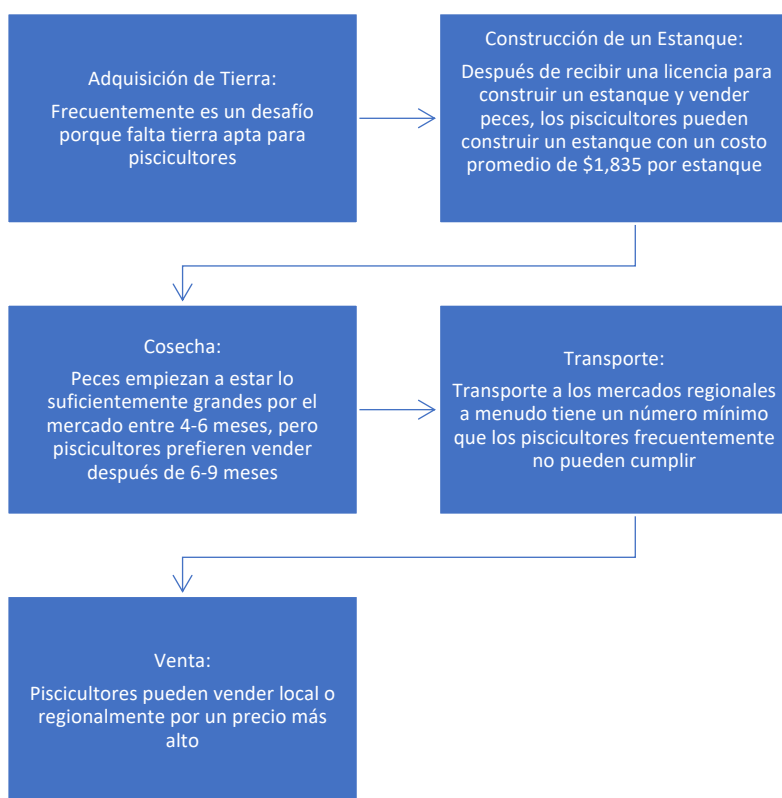 Adquisición de Tierra:
Frecuentemente es un desafío
porque falta tierra apta para
piscicultores
Construcción de un Estanque:
Después de recibir una licencia para
construir un estanque y vender
peces, los piscicultores pueden
construir un estanque con un costo
promedio de $1,835 por estanque
Cosecha:
Peces empiezan a estar lo
suficientemente grandes por el
mercado entre 4-6 meses, pero
piscicultores prefieren vender
después de 6-9 meses
Transporte:
Transporte a los mercados regionales
a menudo tiene un número mínimo
que los piscicultores frecuentemente
no pueden cumplir
Venta:
Piscicultores pueden vender local o
regionalmente por un precio más
alto